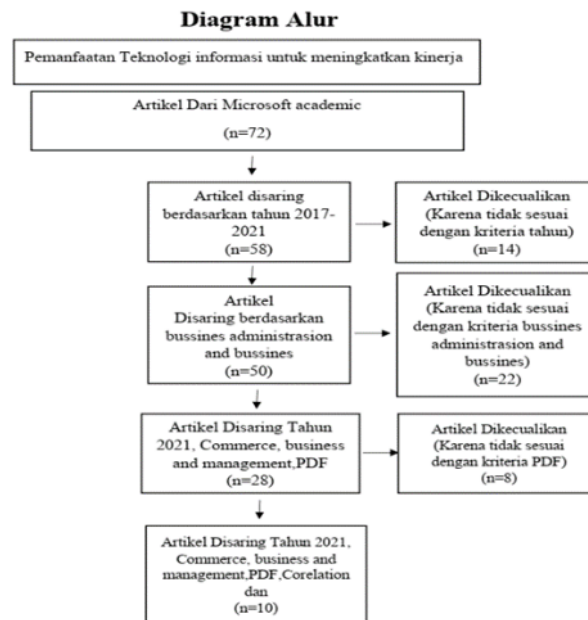 Diagram Alur
Pemanfaatan Teknologi informasi untuk meningkatkan kinerja
Artikel Dari Microsoft academic
(n=72)
Artikel disaring
berdasarkan tahun 2017-
2021
(n=58)
Artikel Dikecualikan
(Karena tidak sesuai
dengan kriteria tahun)
(n=14)
Artikel
Disaring berdasarkan
bussines administrasion
and bussines
(n=50)
Artikel Dikecualikan
(Karena tidak sesuai
dengan kriteria bussines
administrasion and
bussines)
(n=22)
Artikel Disaring Tahun
2021, Commerce, business
and management,PDF
(n=28)
Artikel Dikecualikan
(Karena tidak sesuai
dengan kriteria PDF)
(n=8)
Artikel Disaring Tahun 2021,
Commerce, business and
management,PDF,Corelation
dan
(n=10)